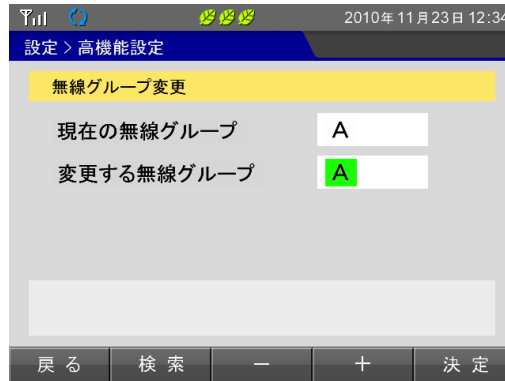 2010年11月23日 12:34
設定 > 高機能設定
無線グループ変更
現在の無線グループ A
変更する無線グループ A
戻る 検索 － ＋ 決定